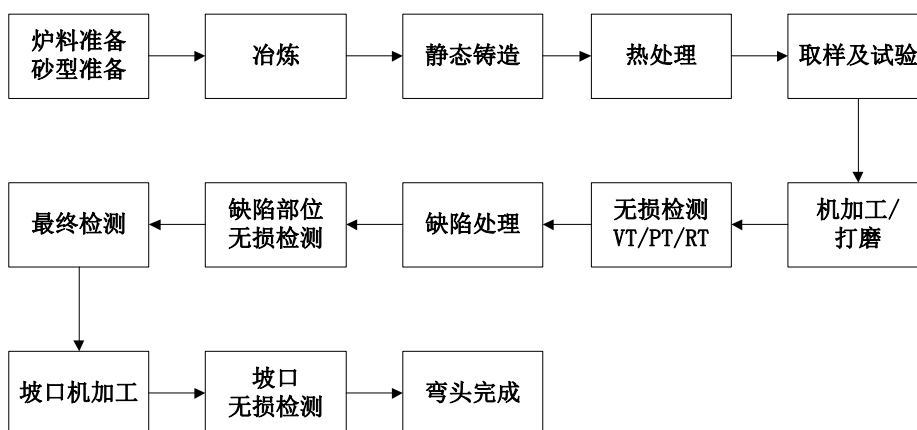 炉料准备
砂型准备
冶炼
静态铸造
热处理
取样及试验
机加工/
打磨
无损检测
VT/PT/RT
缺陷处理
缺陷部位
无损检测
最终检测
坡口机加工
坡口
无损检测
弯头完成